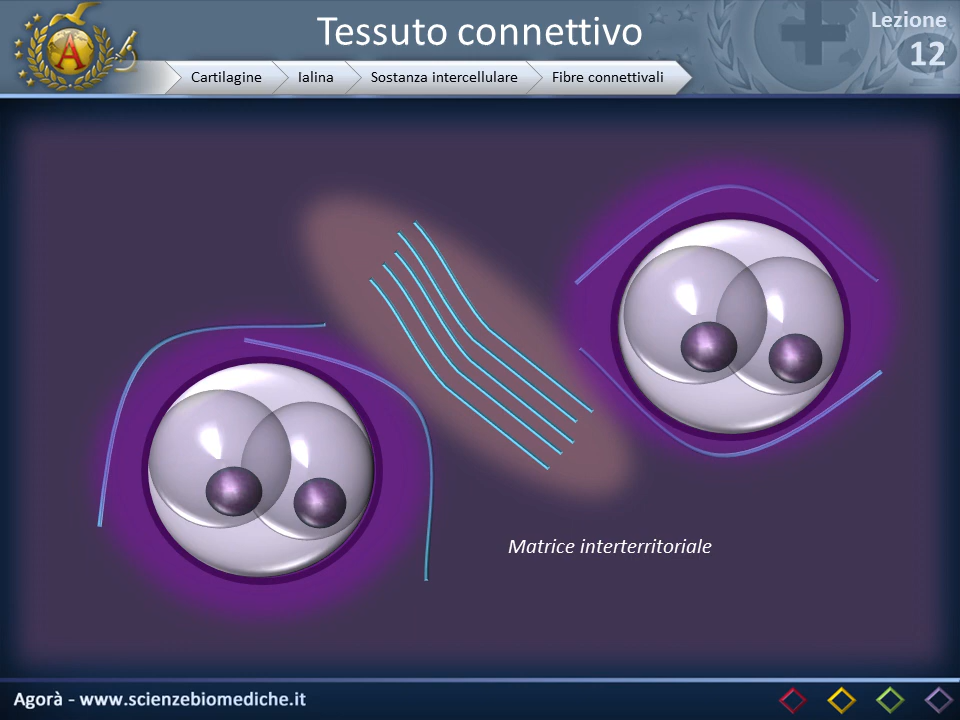 Tessuto connettivo
Lezione
12
A
Cartilagine
Ialina
Sostanza intercellulare
Fibre connettivali
Matrice interterritoriale
Agorà - www.scienzebiomediche.it